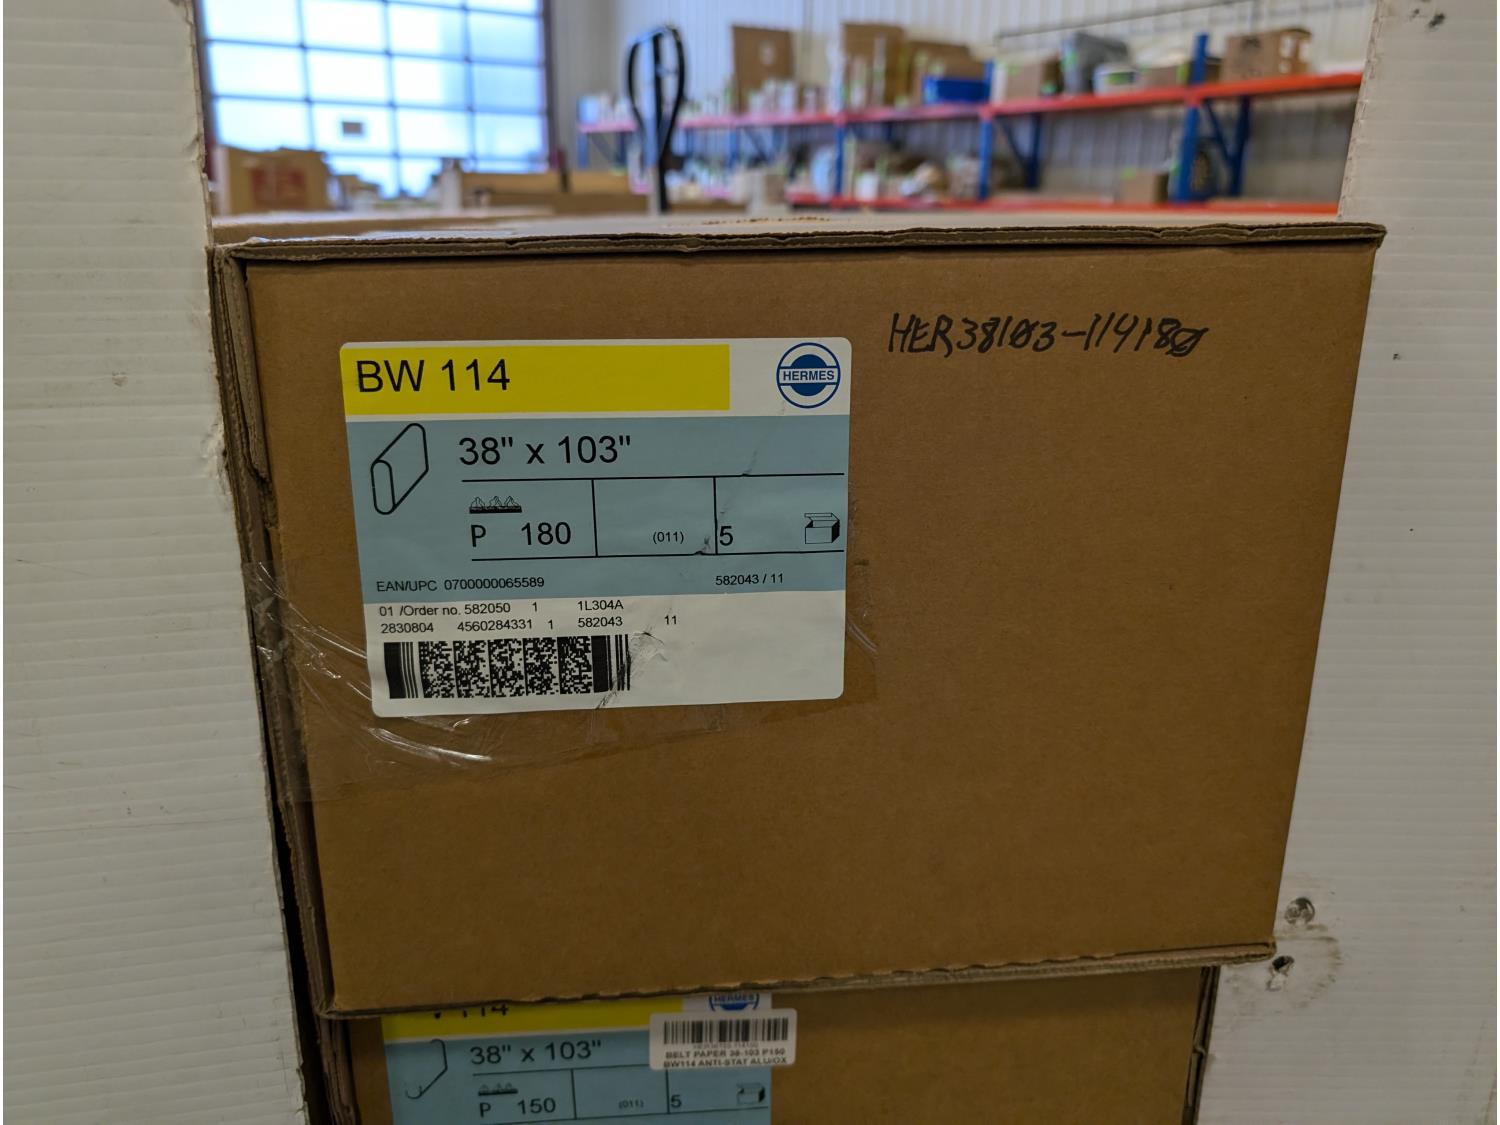 HER38103-114180
BW 114
HERMES
38" x 103"
P 180
(011)
5
EAN/UPC 0700000065589
582043 / 11
01 /Order no. 582050 1 1L304A
2830804 4560284331 1 582043 11
114
HERMES
38" x 103"
BELT PAPER 38-103 P150
BW114 ANTI-STAT ALU/OX
P 150
(011)
5